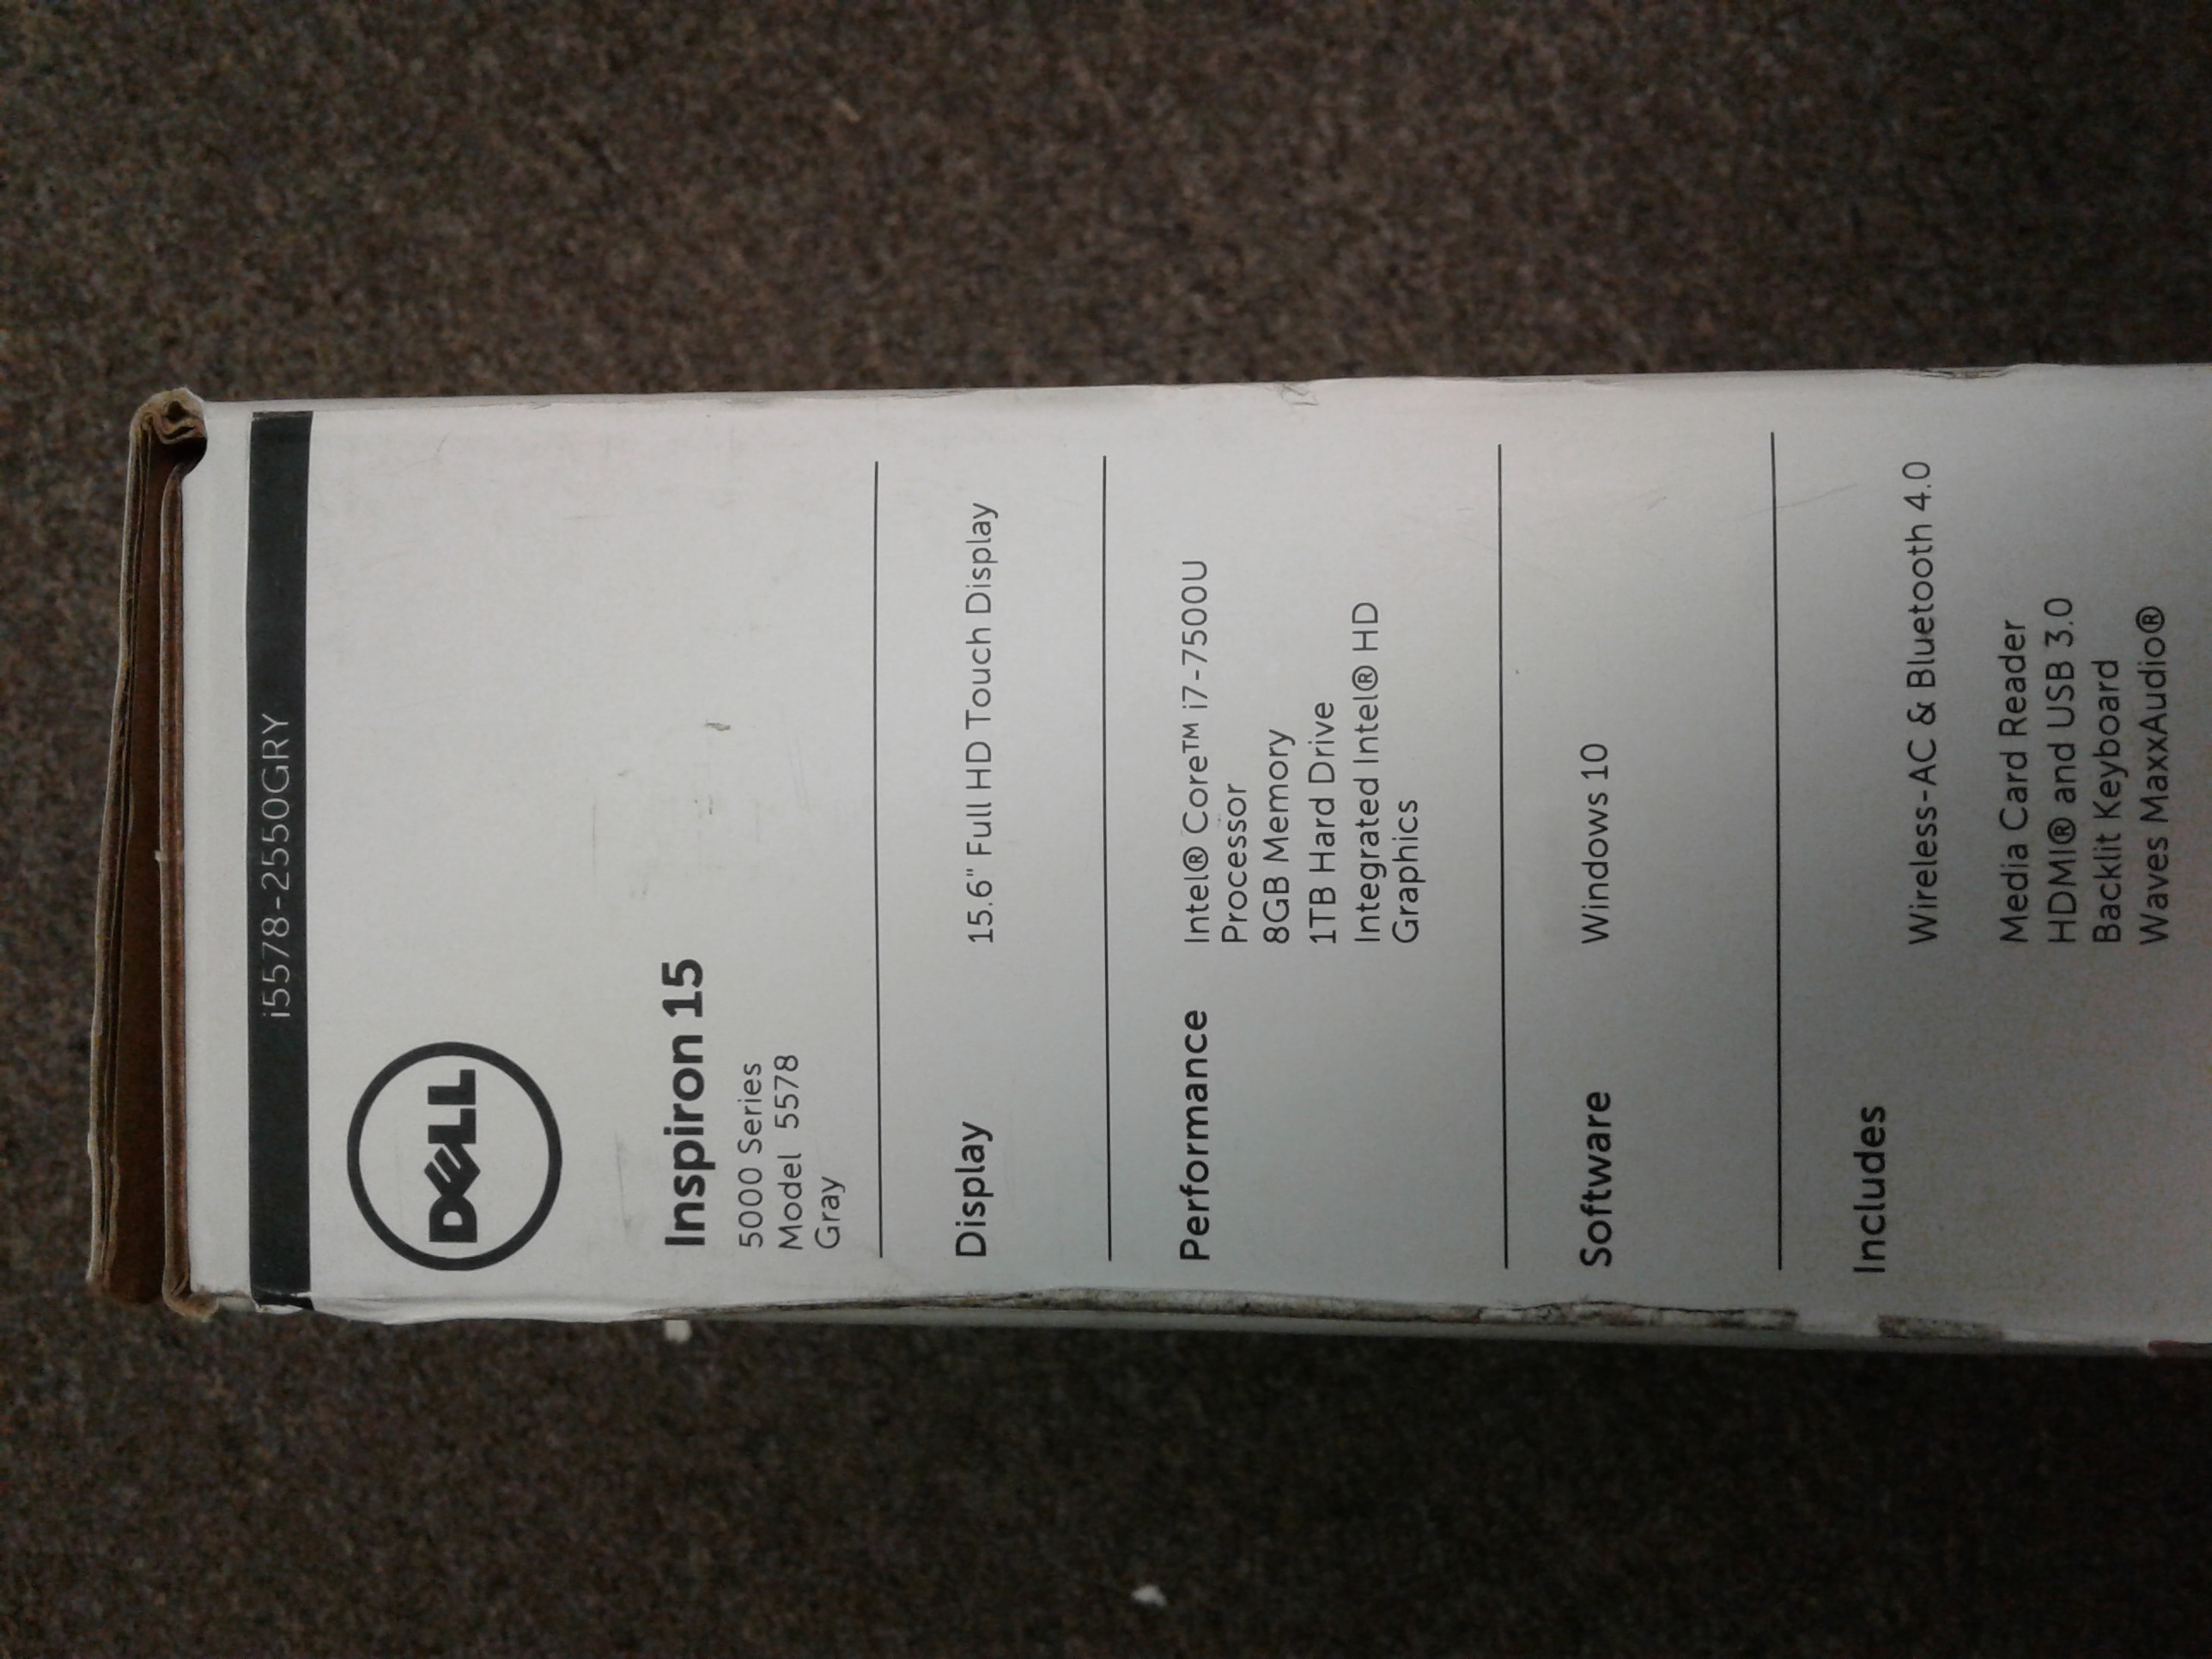 i5578-2550GRY
DELL
Inspiron 15
5000 Series
Model 5578
Gray
Display 15.6" Full HD Touch Display
Performance Intel® Core™ i7-7500U
Processor
8GB Memory
1TB Hard Drive
Integrated Intel® HD
Graphics
Software Windows 10
Includes
Wireless-AC & Bluetooth 4.0
Media Card Reader
HDMI® and USB 3.0
Backlit Keyboard
Waves MaxxAudio®